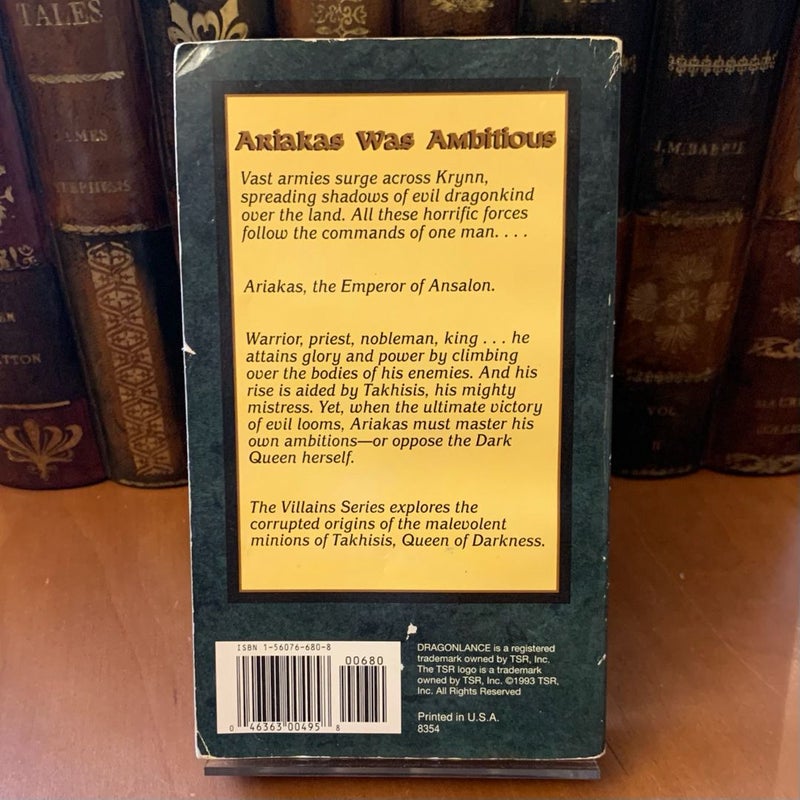 TALES
JAMES
STEPHENS
J.M. BARRIE
VOL
II
Ariakas Was Ambitious
Vast armies surge across Krynn,
spreading shadows of evil dragonkind
over the land. All these horrific forces
follow the commands of one man. . . .
Ariakas, the Emperor of Ansalon.
Warrior, priest, nobleman, king . . . he
attains glory and power by climbing
over the bodies of his enemies. And his
rise is aided by Takhisis, his mighty
mistress. Yet, when the ultimate victory
of evil looms, Ariakas must master his
own ambitions—or oppose the Dark
Queen herself.
The Villains Series explores the
corrupted origins of the malevolent
minions of Takhisis, Queen of Darkness.
ISBN 1-56076-680-8
00680
0 46363 00495 8
DRAGONLANCE is a registered
trademark owned by TSR, Inc.
The TSR logo is a trademark
owned by TSR, Inc. ©1993 TSR,
Inc. All Rights Reserved
Printed in U.S.A.
8354